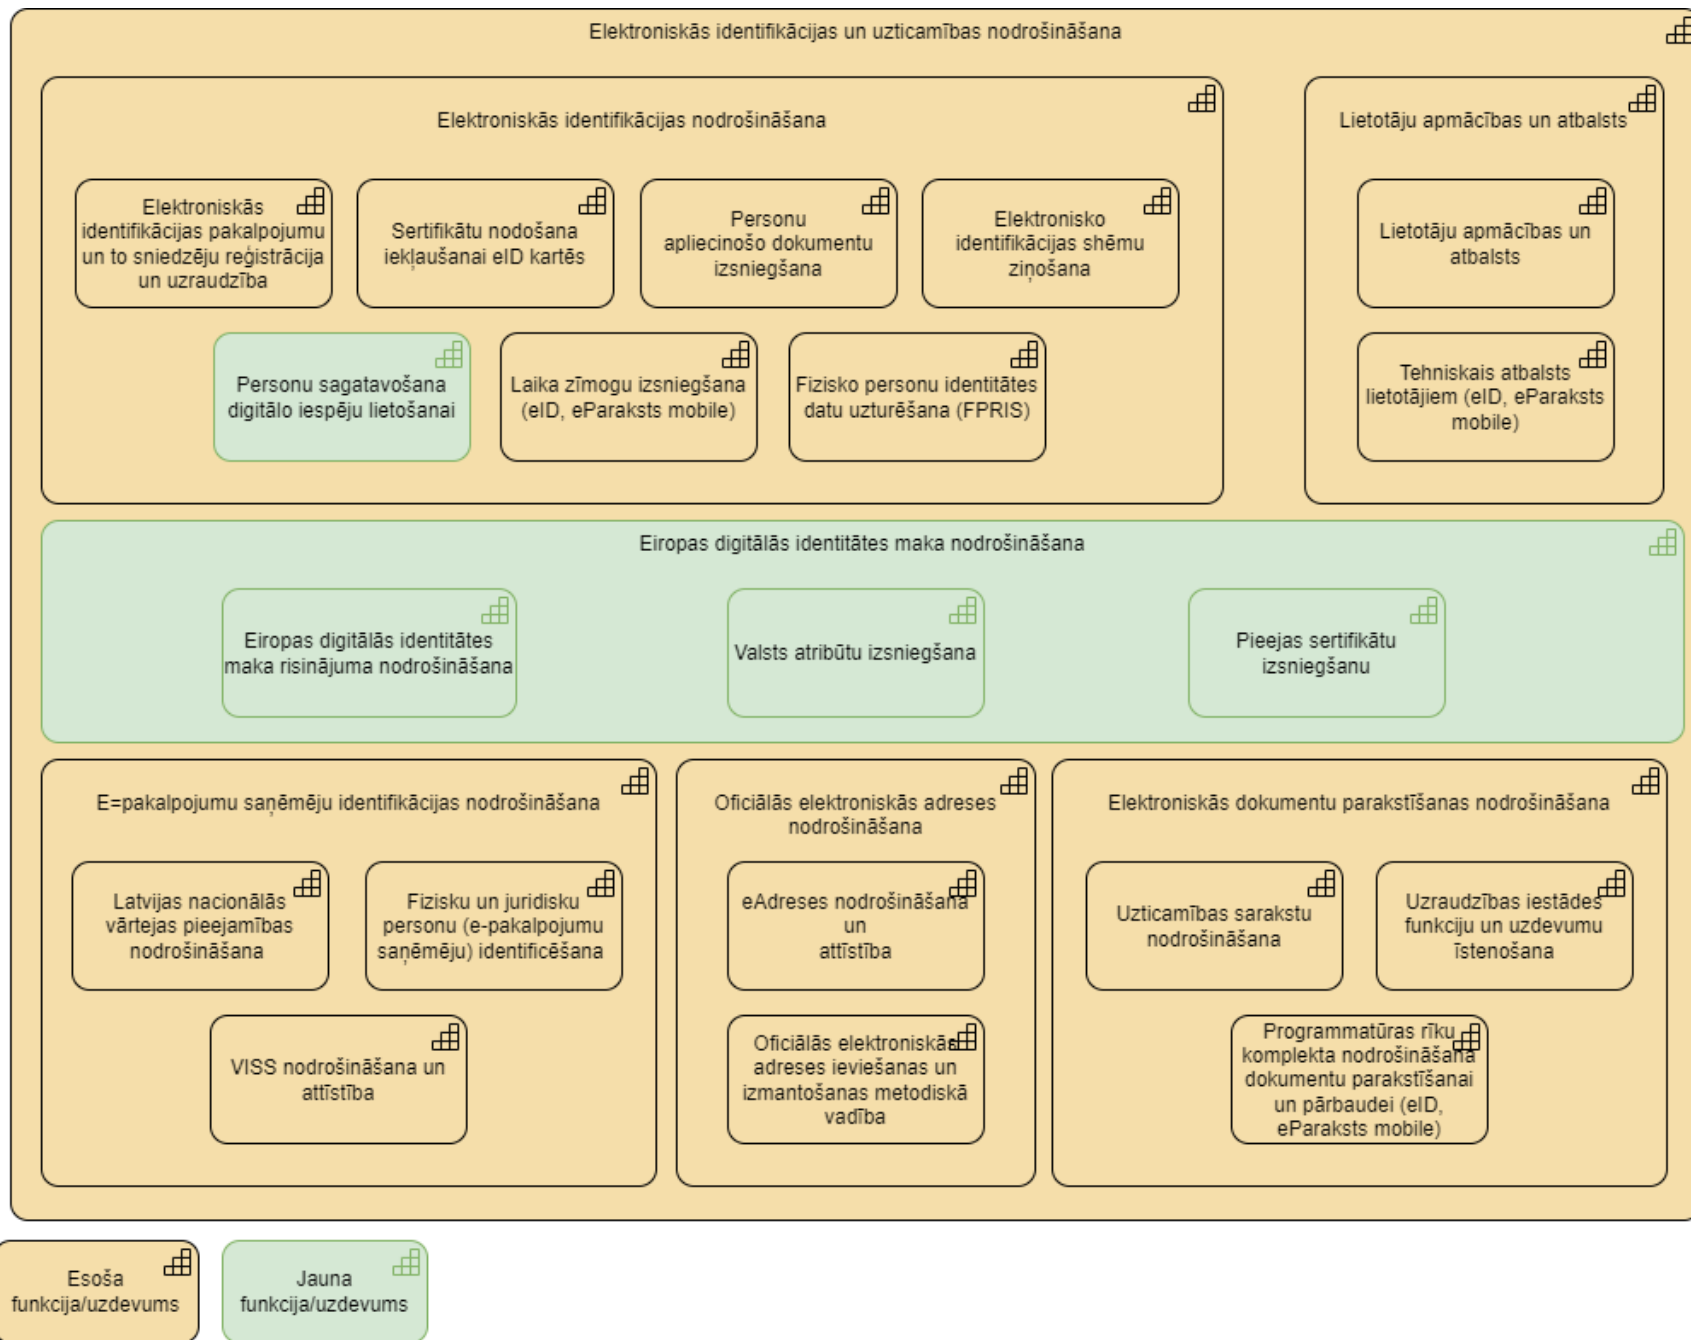 Elektroniskās identifikācijas un uzticamības nodrošināšana
Elektroniskās identifikācijas nodrošināšana
Elektroniskās
identifikācijas pakalpojumu
un to sniedzēju reģistrācija
un uzraudzība
Sertifikātu nodošana
iekļaušanai eID kartēs
Personu
apliecinošo dokumentu
izsniegšana
Elektronisko
identifikācijas shēmu
ziņošana
Personu sagatavošana
digitālo iespēju lietošanai
Laika zīmogu izsniegšana
(eID, eParaksts mobile)
Fizisko personu identitātes
datu uzturēšana (FPRIS)
Lietotāju apmācības un atbalsts
Lietotāju apmācības un
atbalsts
Tehniskais atbalsts
lietotājiem (eID, eParaksts
mobile)
Eiropas digitālās identitātes maka nodrošināšana
Eiropas digitālās identitātes
maka risinājuma nodrošināšana
Valsts atribūtu izsniegšana
Pieejas sertifikātu
izsniegšanu
E=pakalpojumu saņēmēju identifikācijas nodrošināšana
Latvijas nacionālās
vārtejas pieejamības
nodrošināšana
Fizisku un juridisku
personu (e-pakalpojumu
saņēmēju) identificēšana
VISS nodrošināšana un
attīstība
Oficiālās elektroniskās adreses
nodrošināšana
eAdreses nodrošināšana
un
attīstība
Oficiālās elektroniskās
adreses ieviešanas un
izmantošanas metodiskā
vadība
Elektroniskās dokumentu parakstīšanas nodrošināšana
Uzticamības sarakstu
nodrošināšana
Uzraudzības iestādes
funkciju un uzdevumu
īstenošana
Programmatūras rīku
komplekta nodrošināšana
dokumentu parakstīšanai
un pārbaudei (eID,
eParaksts mobile)
Esoša
funkcija/uzdevums
Jauna
funkcija/uzdevums